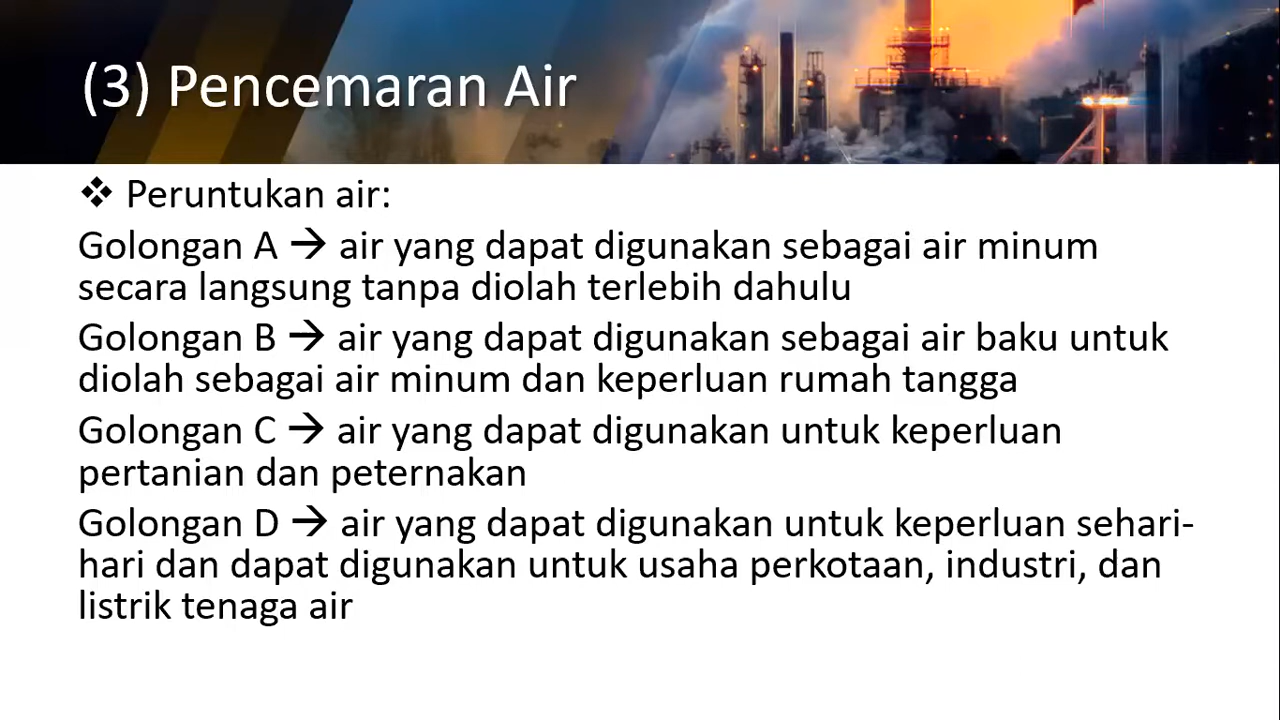 (3) Pencemaran Air
❖ Peruntukan air:
Golongan A → air yang dapat digunakan sebagai air minum
secara langsung tanpa diolah terlebih dahulu
Golongan B → air yang dapat digunakan sebagai air baku untuk
diolah sebagai air minum dan keperluan rumah tangga
Golongan C → air yang dapat digunakan untuk keperluan
pertanian dan peternakan
Golongan D → air yang dapat digunakan untuk keperluan sehari-
hari dan dapat digunakan untuk usaha perkotaan, industri, dan
listrik tenaga air